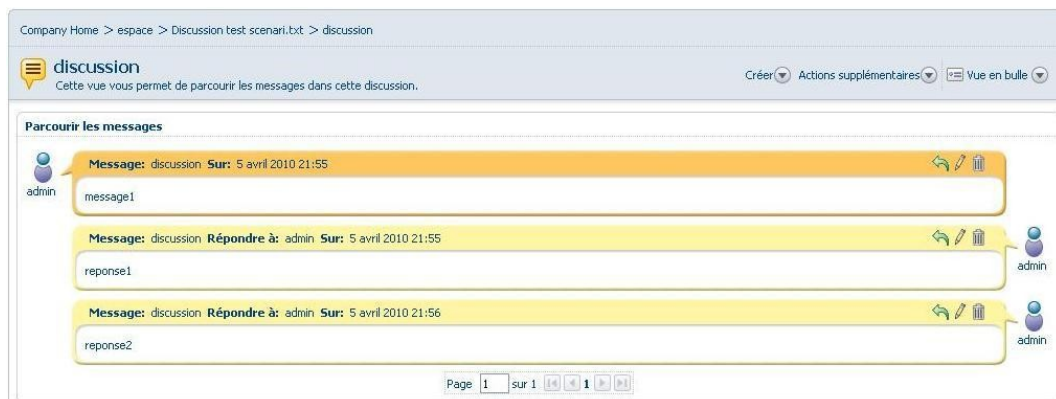 Company Home > espace > Discussion test scenari.txt > discussion
discussion
Cette vue vous permet de parcourir les messages dans cette discussion.
Créer Actions supplémentaires Vue en bulle
Parcourir les messages
Message: discussion Sur: 5 avril 2010 21:55
admin
message1
Message: discussion Répondre à: admin Sur: 5 avril 2010 21:55
reponse1
admin
Message: discussion Répondre à: admin Sur: 5 avril 2010 21:56
reponse2
admin
Page 1 sur 1 1